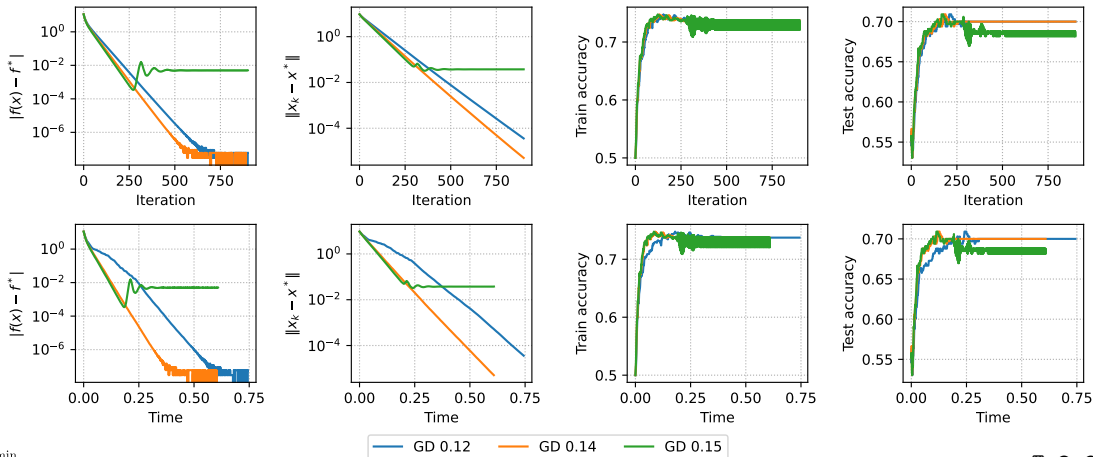 10^0
10^-2
10^-4
10^-6
|f(x) − f*|
0 250 500 750
Iteration
10^0
10^-2
10^-4
‖x_k − x*‖
0 250 500 750
Iteration
0.7
0.6
0.5
Train accuracy
0 250 500 750
Iteration
0.70
0.65
0.60
0.55
Test accuracy
0 250 500 750
Iteration
10^0
10^-2
10^-4
10^-6
|f(x) − f*|
0.00 0.25 0.50 0.75
Time
10^0
10^-2
10^-4
‖x_k − x*‖
0.00 0.25 0.50 0.75
Time
0.7
0.6
0.5
Train accuracy
0.00 0.25 0.50 0.75
Time
0.70
0.65
0.60
0.55
Test accuracy
0.00 0.25 0.50 0.75
Time
GD 0.12 GD 0.14 GD 0.15
min